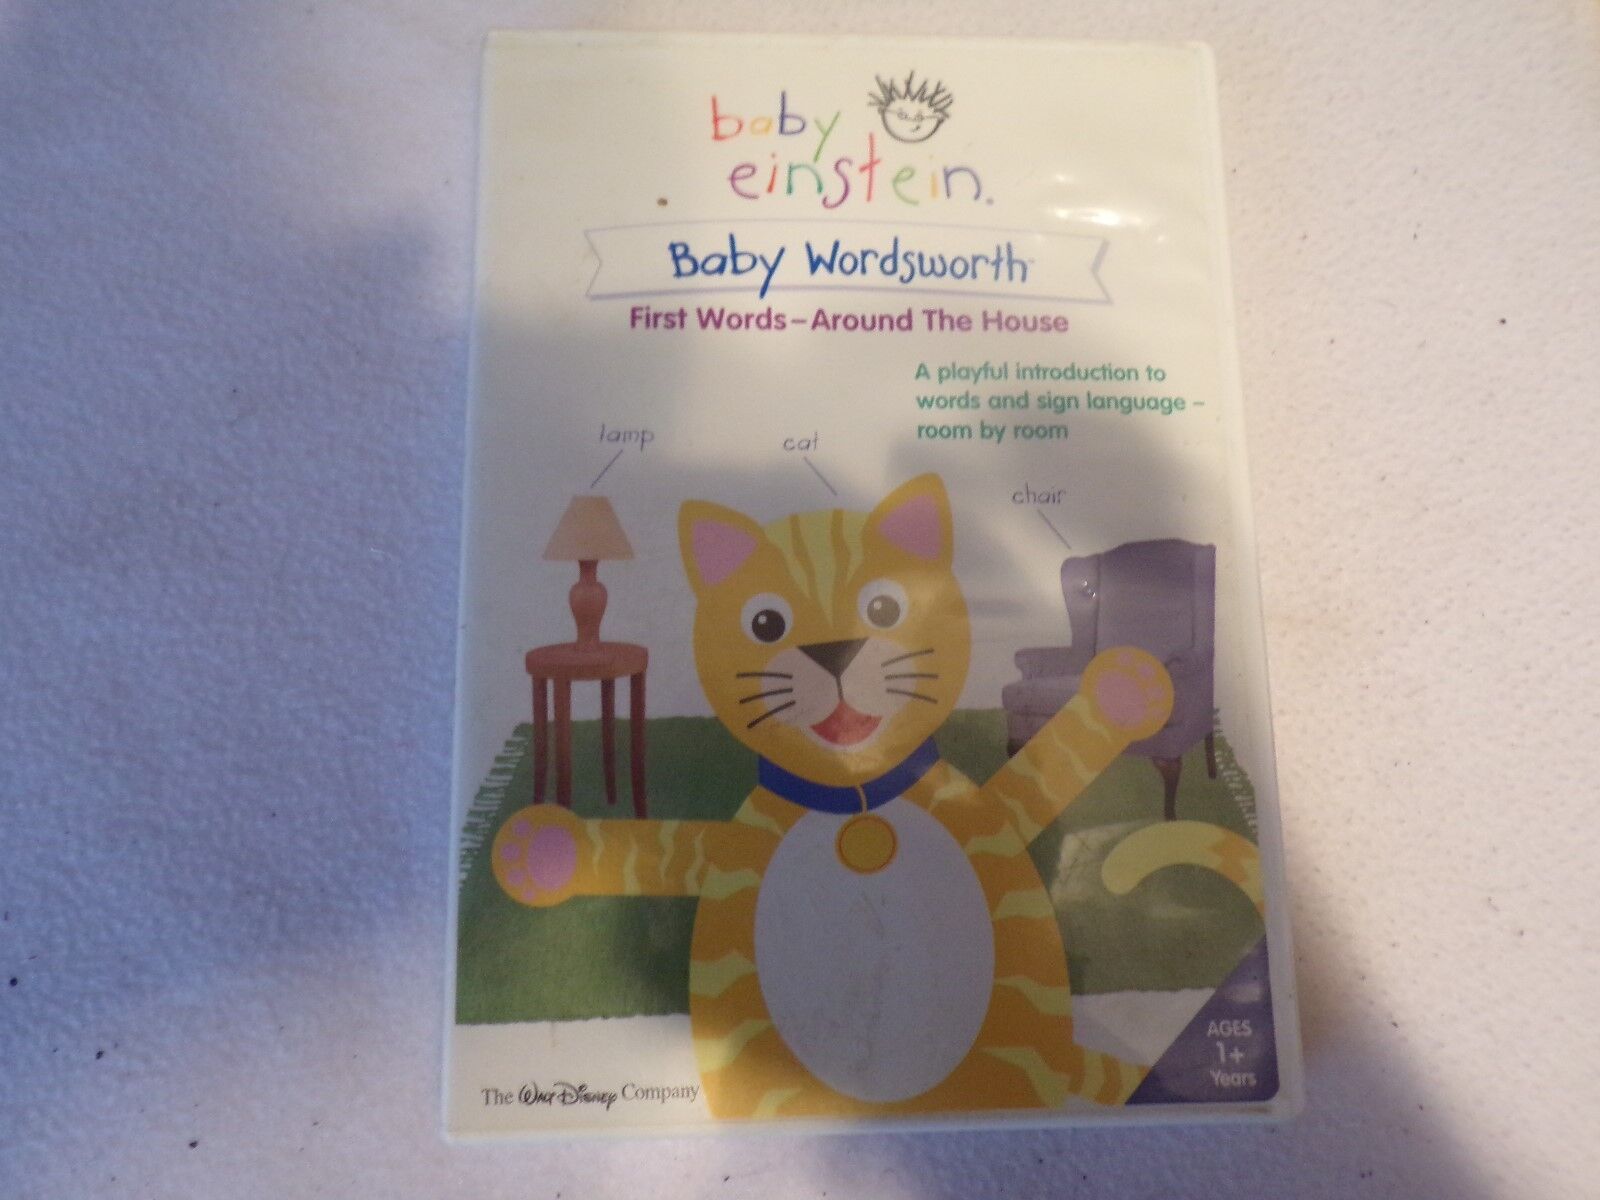 baby
einstein.
Baby Wordsworth™
First Words–Around The House
A playful introduction to
words and sign language –
room by room
lamp
cat
chair
AGES
1+
Years
The Walt Disney Company